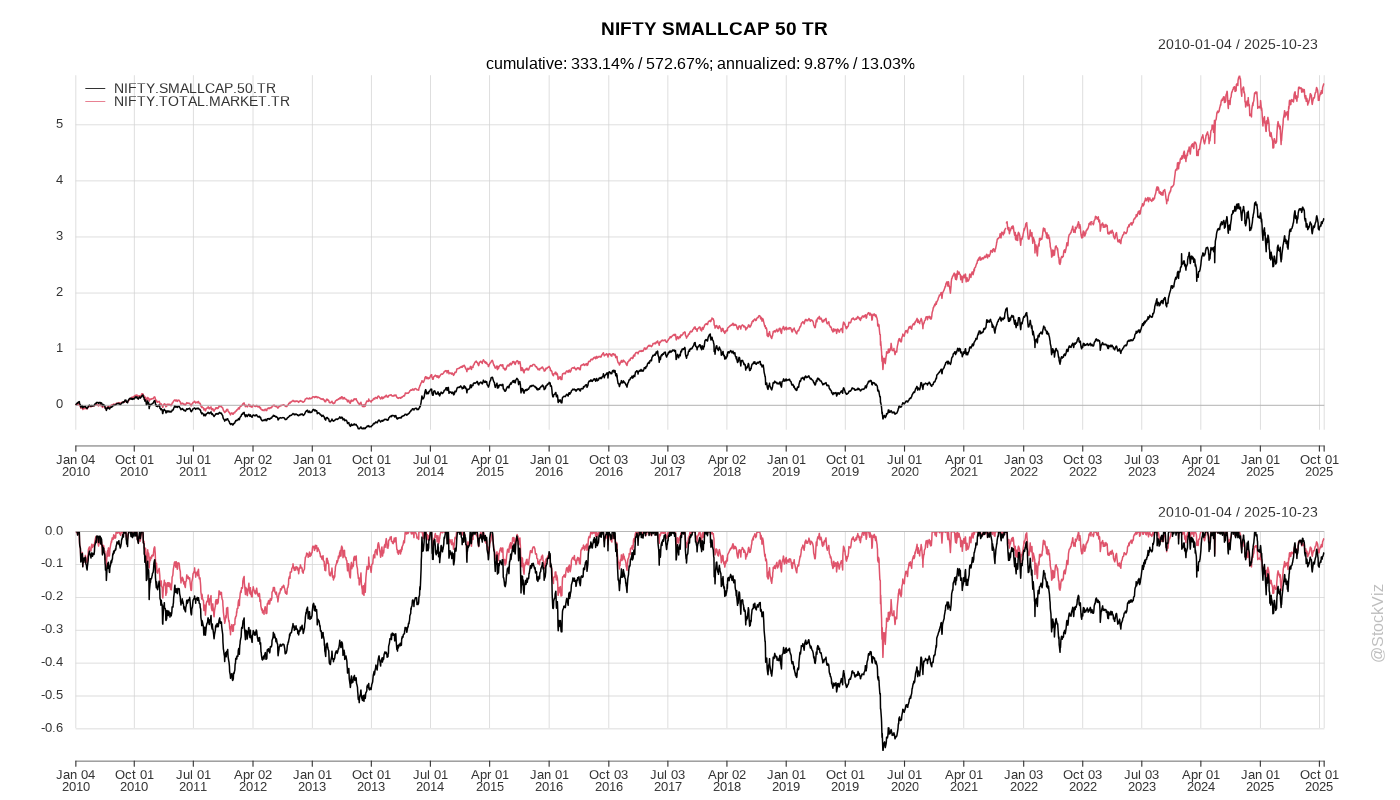 NIFTY SMALLCAP 50 TR
2010-01-04 / 2025-10-23
cumulative: 333.14% / 572.67%; annualized: 9.87% / 13.03%
NIFTY.SMALLCAP.50.TR
NIFTY.TOTAL.MARKET.TR
5
4
3
2
1
0
Jan 04 Oct 01 Jul 01 Apr 02 Jan 01 Oct 01 Jul 01 Apr 01 Jan 01 Oct 03 Jul 03 Apr 02 Jan 01 Oct 01 Jul 01 Apr 01 Jan 03 Oct 03 Jul 03 Apr 01 Jan 01 Oct 01
2010 2010 2011 2012 2013 2013 2014 2015 2016 2016 2017 2018 2019 2019 2020 2021 2022 2022 2023 2024 2025 2025
2010-01-04 / 2025-10-23
0.0
-0.1
-0.2
-0.3
-0.4
-0.5
-0.6
Jan 04 Oct 01 Jul 01 Apr 02 Jan 01 Oct 01 Jul 01 Apr 01 Jan 01 Oct 03 Jul 03 Apr 02 Jan 01 Oct 01 Jul 01 Apr 01 Jan 03 Oct 03 Jul 03 Apr 01 Jan 01 Oct 01
2010 2010 2011 2012 2013 2013 2014 2015 2016 2016 2017 2018 2019 2019 2020 2021 2022 2022 2023 2024 2025 2025
@StockViz